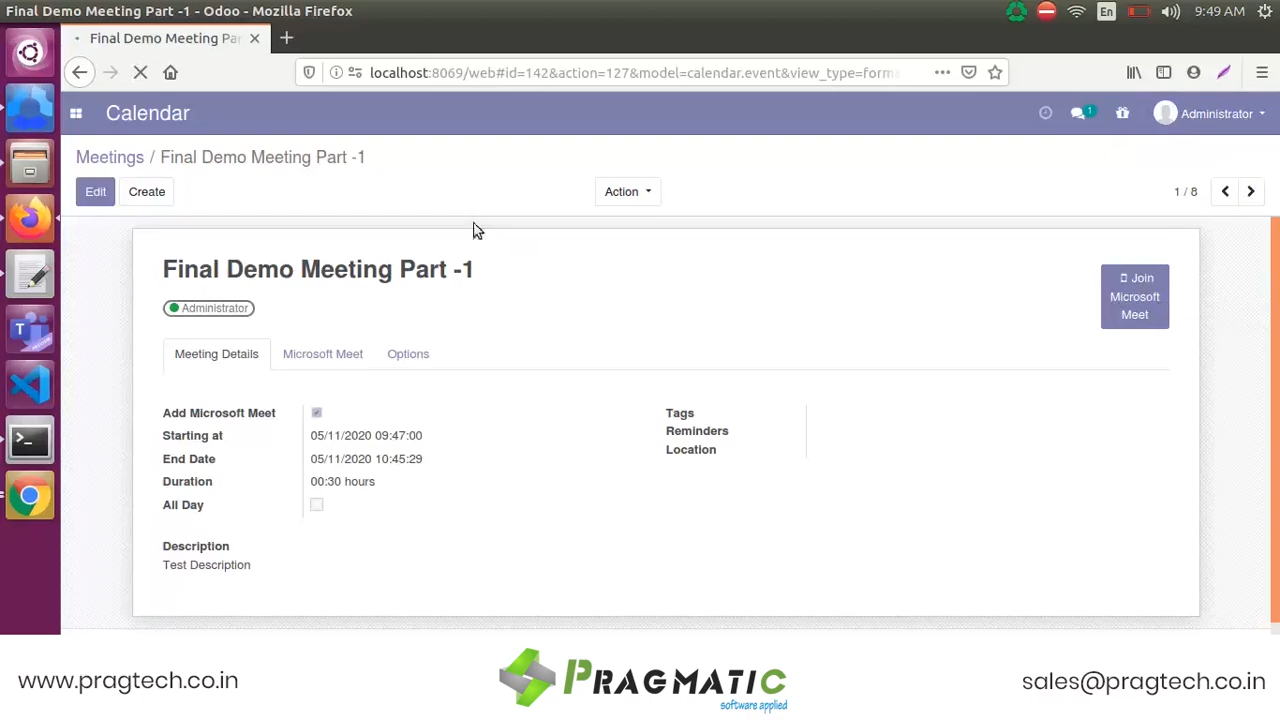 Final Demo Meeting Part -1 - Odoo - Mozilla Firefox
En
9:49 AM
Final Demo Meeting Par
localhost:8069/web#id=142&action=127&model=calendar.event&view_type=form
Calendar
1
Administrator
Meetings / Final Demo Meeting Part -1
Edit
Create
Action
1 / 8
Final Demo Meeting Part -1
Administrator
Join
Microsoft
Meet
Meeting Details
Microsoft Meet
Options
Add Microsoft Meet
Starting at
05/11/2020 09:47:00
End Date
05/11/2020 10:45:29
Duration
00:30 hours
All Day
Tags
Reminders
Location
Description
Test Description
www.pragtech.co.in
PRAGMATIC
software applied
sales@pragtech.co.in